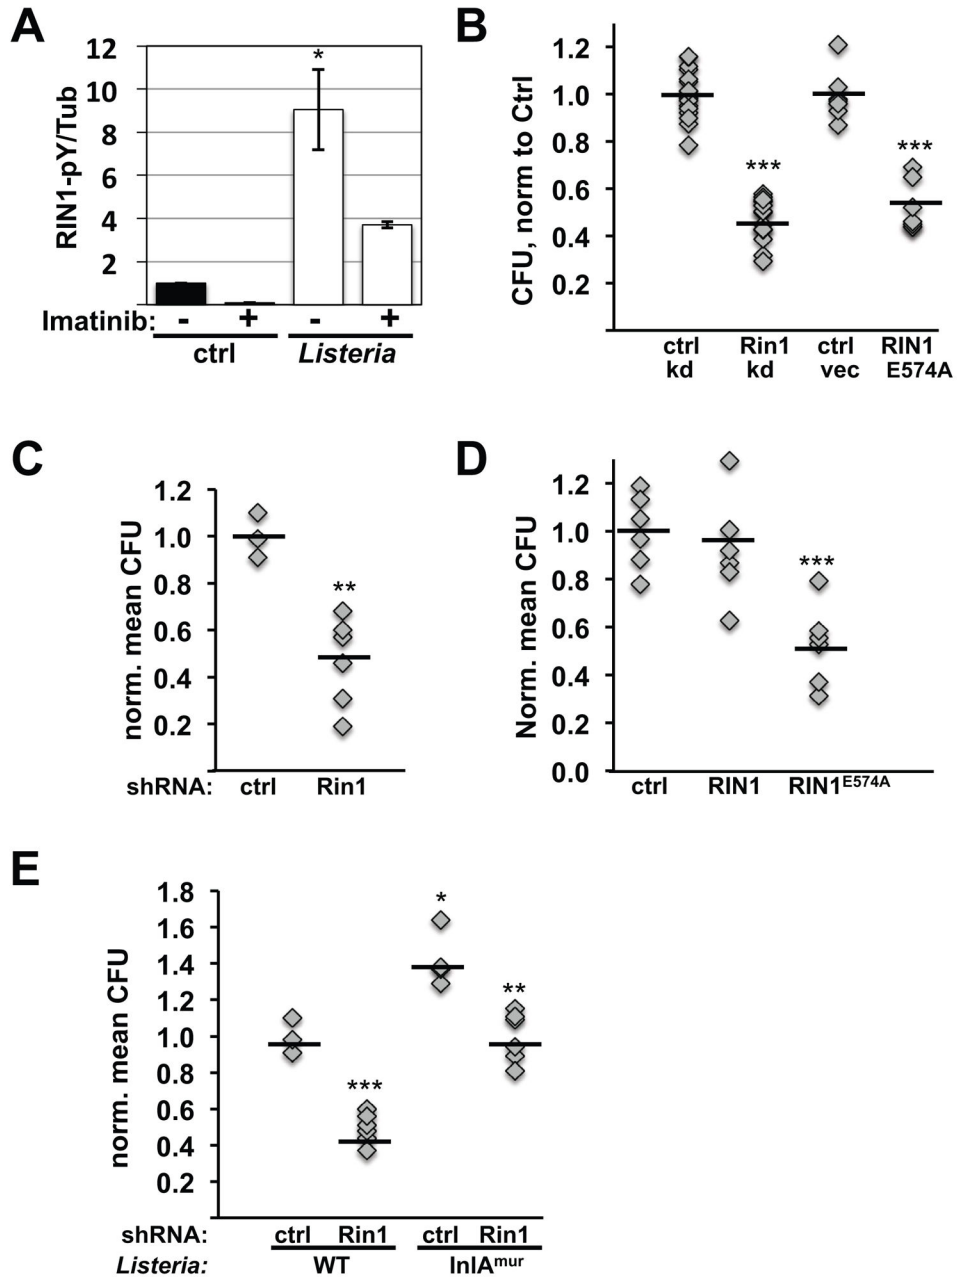 A
RIN1-pY/Tub
12
10
8
6
4
2
*
Imatinib: - + - +
ctrl Listeria
B
CFU, norm to Ctrl
1.2
1.0
0.8
0.6
0.4
0.2
*** ***
ctrl Rin1 ctrl RIN1
kd kd vec E574A
C
norm. mean CFU
1.2
1.0
0.8
0.6
0.4
0.2
**
shRNA: ctrl Rin1
D
Norm. mean CFU
1.2
1.0
0.8
0.6
0.4
0.2
0.0
***
ctrl RIN1 RIN1E574A
E
norm. mean CFU
1.8
1.6
1.4
1.2
1.0
0.8
0.6
0.4
0.2
*
**
***
shRNA: ctrl Rin1 ctrl Rin1
Listeria: WT InlAmur